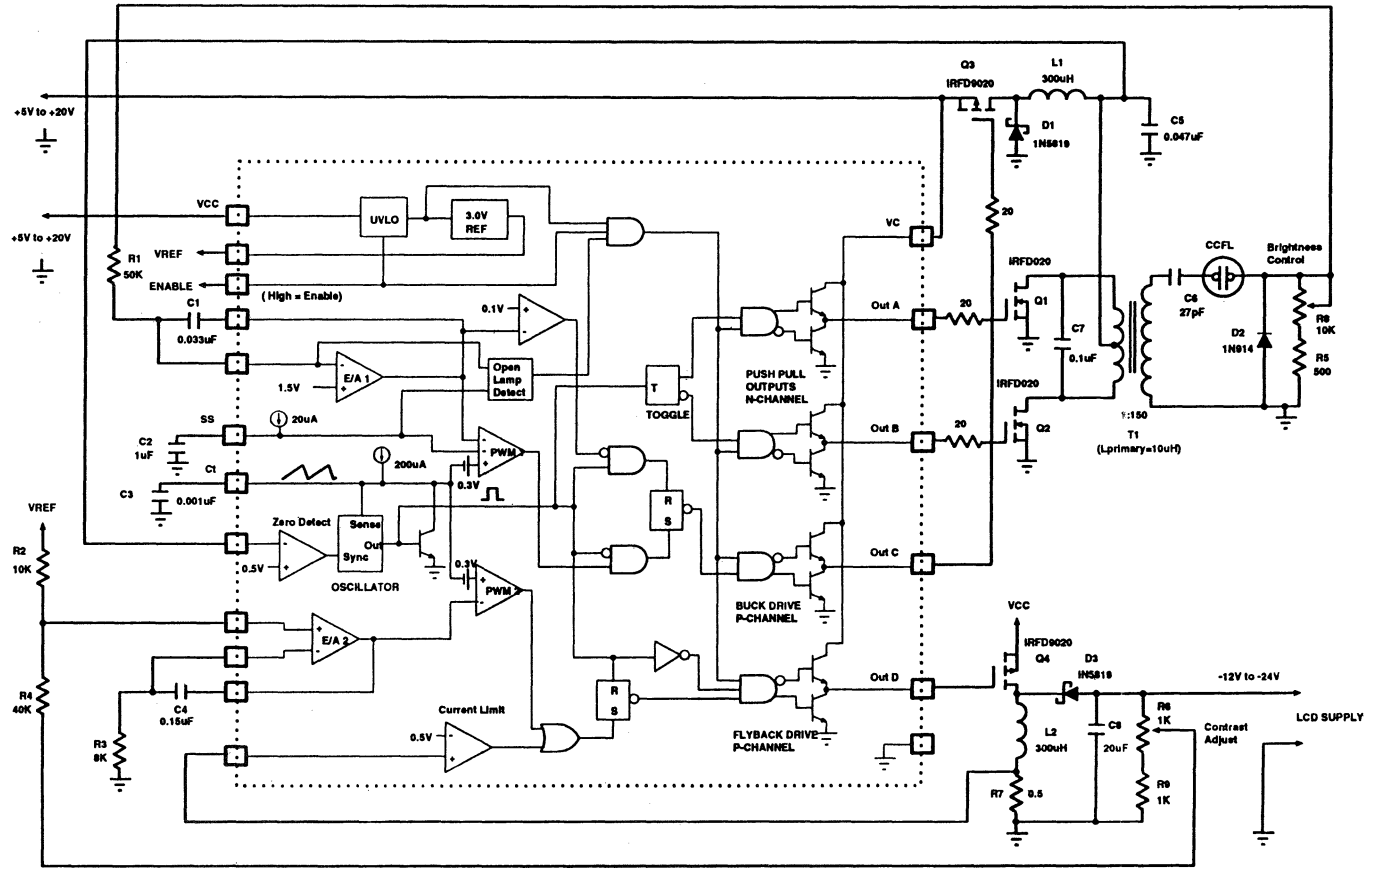 Q3
IRFD9020
L1
300uH
+5V to +20V
D1
1N5819
C5
0.047uF
VCC
UVLO
3.0V
REF
20
VC
+5V to +20V
VREF
R1
50K
ENABLE
( High = Enable)
IRFD020
CCFL
Brightness
Control
C1
0.033uF
0.1V
Out A
20
Q1
C6
27pF
C7
0.1uF
D2
1N914
R8
10K
E/A 1
1.5V
Open
Lamp
Detect
T
TOGGLE
PUSH PULL
OUTPUTS
N-CHANNEL
IRFD020
R5
500
SS
20uA
C2
1uF
Out B
20
Q2
:150
T1
(Lprimary=10uH)
PWM
Ct
200uA
0.3V
C3
0.001uF
R
S
VREF
Zero Detect
Sense
Out
Sync
0.5V
OSCILLATOR
R2
10K
Out C
0.3V
PWM 2
BUCK DRIVE
P-CHANNEL
VCC
E/A 2
IRFD9020
Q4
D3
IN5819
R4
40K
C4
0.15uF
R
S
Out D
-12V to -24V
Current Limit
0.5V
FLYBACK DRIVE
P-CHANNEL
R3
8K
L2
300uH
C8
20uF
R6
1K
Contrast
Adjust
LCD SUPPLY
R7
0.5
R9
1K